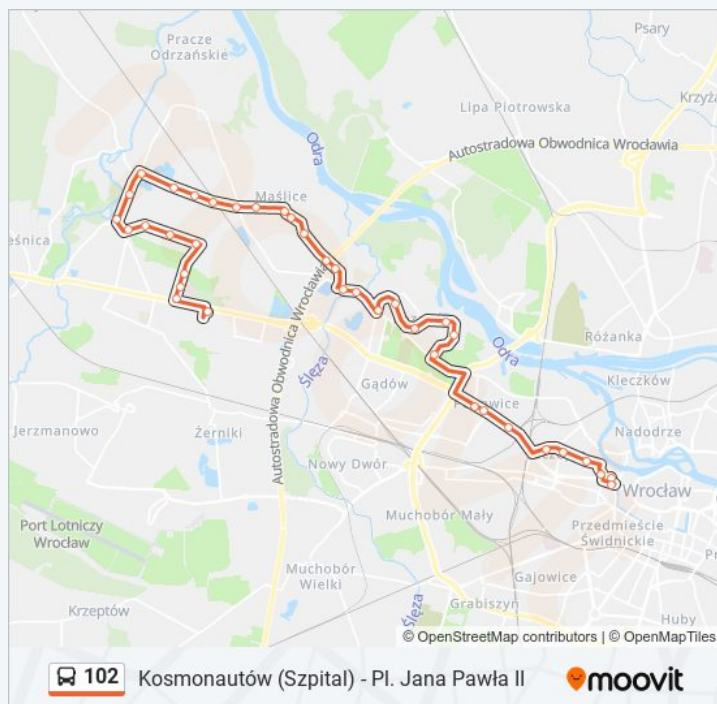 Psary
Pracze
Odrzańskie
Lipa Piotrowska
Krzyża
Odra
Autostradowa Obwodnica Wrocławia
Maślice
eśnica
Autostradowa Obwodnica Wrocławia
Różanka
Odra
Ślęza
Kleczków
Gądów
Jerzmanowo
Żerniki
Nadodrze
Nowy Dwór
Wrocław
Port Lotniczy
Wrocław
Muchobór Mały
Przedmieście
Świdnickie
Muchobór
Wielki
Gajowice
Krzeptów
Grabiszyn
Huby
Ślęza
© OpenStreetMap contributors | © OpenMapTiles
102 Kosmonautów (Szpital) - Pl. Jana Pawła II moovit